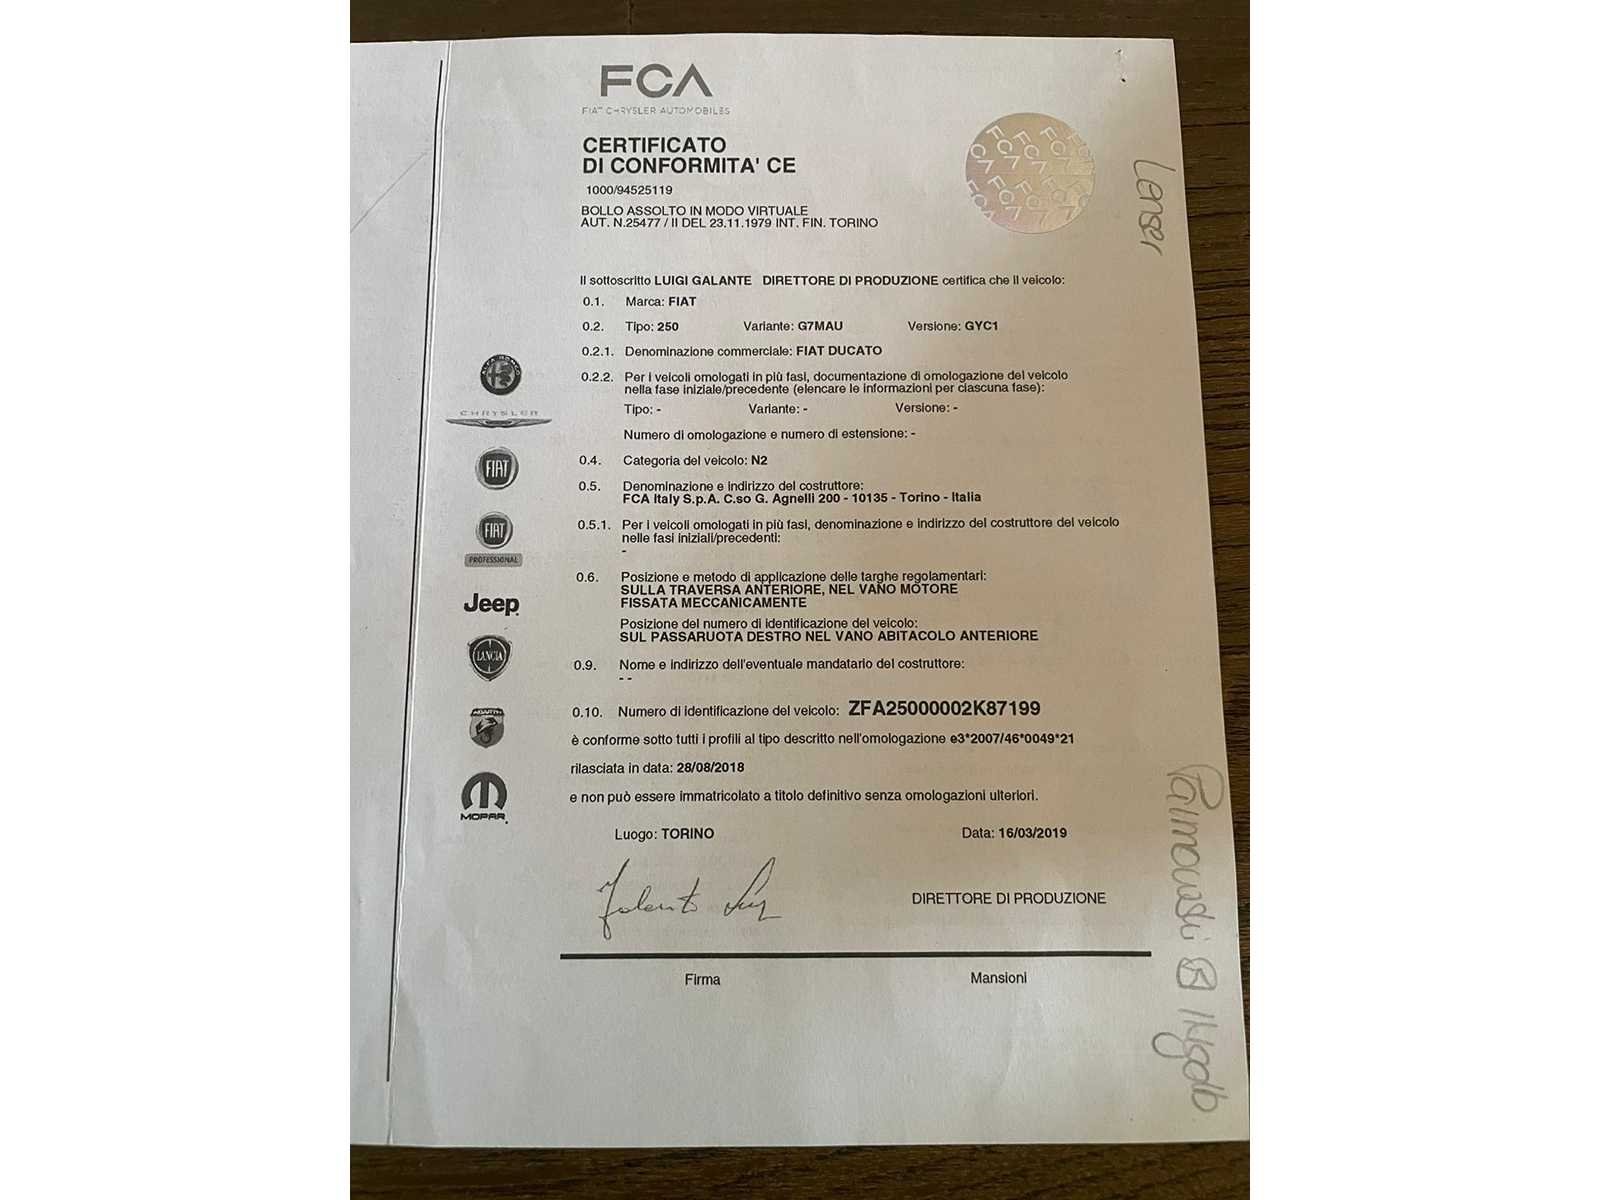 FCA
FIAT CHRYSLER AUTOMOBILES
CERTIFICATO
DI CONFORMITA' CE
1000/94525119
BOLLO ASSOLTO IN MODO VIRTUALE
AUT. N.25477 / II DEL 23.11.1979 INT. FIN. TORINO
Lenser
Il sottoscritto LUIGI GALANTE DIRETTORE DI PRODUZIONE certifica che il veicolo:
0.1. Marca: FIAT
0.2. Tipo: 250 Variante: G7MAU Versione: GYC1
0.2.1. Denominazione commerciale: FIAT DUCATO
0.2.2. Per i veicoli omologati in più fasi, documentazione di omologazione del veicolo
nella fase iniziale/precedente (elencare le informazioni per ciascuna fase):
Tipo: - Variante: - Versione: -
Numero di omologazione e numero di estensione: -
0.4. Categoria del veicolo: N2
0.5. Denominazione e indirizzo del costruttore:
FCA Italy S.p.A. C.so G. Agnelli 200 - 10135 - Torino - Italia
0.5.1. Per i veicoli omologati in più fasi, denominazione e indirizzo del costruttore del veicolo
nelle fasi iniziali/precedenti:
-
0.6. Posizione e metodo di applicazione delle targhe regolamentari:
SULLA TRAVERSA ANTERIORE, NEL VANO MOTORE
FISSATA MECCANICAMENTE
Posizione del numero di identificazione del veicolo:
SUL PASSARUOTA DESTRO NEL VANO ABITACOLO ANTERIORE
0.9. Nome e indirizzo dell'eventuale mandatario del costruttore:
- -
0.10. Numero di identificazione del veicolo: ZFA25000002K87199
è conforme sotto tutti i profili al tipo descritto nell'omologazione e3*2007/46*0049*21
rilasciata in data: 28/08/2018
e non può essere immatricolato a titolo definitivo senza omologazioni ulteriori.
Luogo: TORINO Data: 16/03/2019
DIRETTORE DI PRODUZIONE
Firma Mansioni
ALFA ROMEO
CHRYSLER
FIAT
FIAT
PROFESSIONAL
Jeep
LANCIA
ABARTH
MOPAR